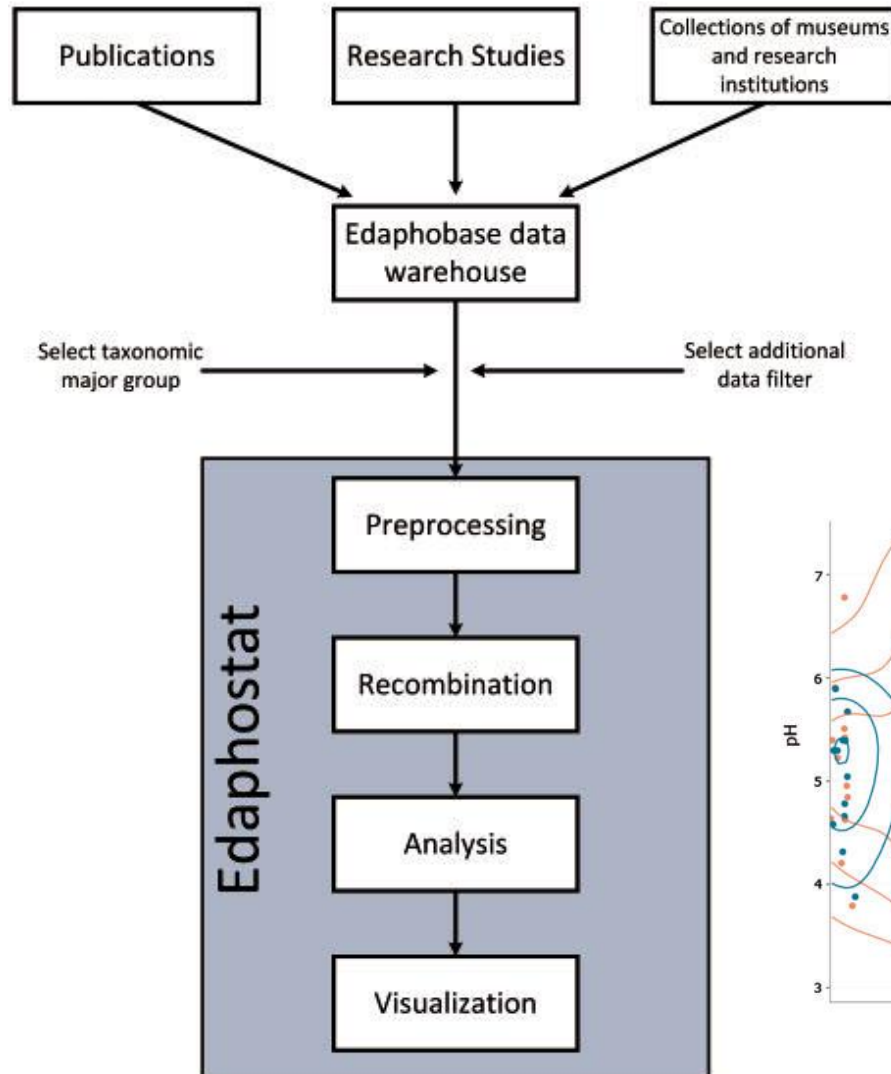 Publications
Research Studies
Collections of museums
and research
institutions
Edaphobase data
warehouse
Select taxonomic
major group
Select additional
data filter
Edaphostat
Preprocessing
Recombination
Analysis
Visualization
pH
7
6
5
4
3